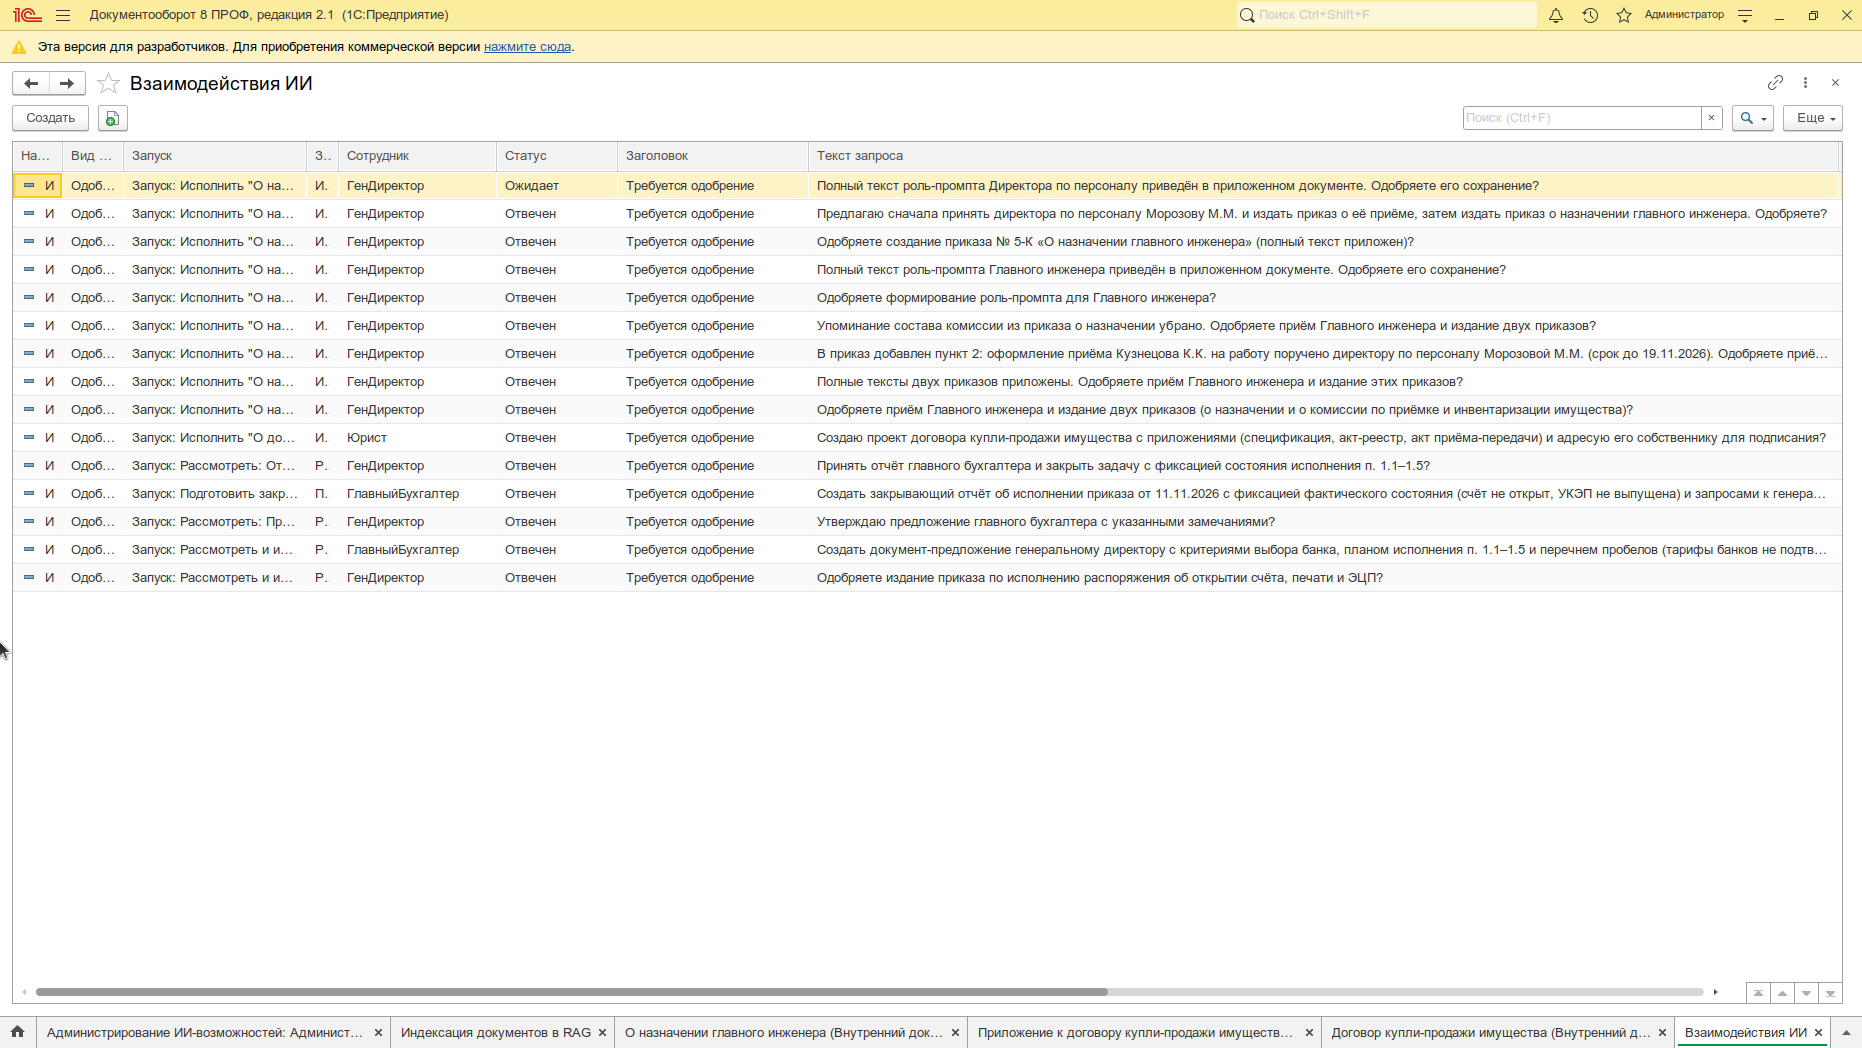 Документооборот 8 ПРОФ, редакция 2.1 (1С:Предприятие)
Поиск Ctrl+Shift+F
Администратор
Эта версия для разработчиков. Для приобретения коммерческой версии нажмите сюда.
Взаимодействия ИИ
Создать
Поиск (Ctrl+F)
Еще
На... Вид ... Запуск З.. Сотрудник Статус Заголовок Текст запроса
И Одоб... Запуск: Исполнить "О на... И. ГенДиректор Ожидает Требуется одобрение Полный текст роль-промпта Директора по персоналу приведён в приложенном документе. Одобряете его сохранение?
И Одоб... Запуск: Исполнить "О на... И. ГенДиректор Отвечен Требуется одобрение Предлагаю сначала принять директора по персоналу Морозову М.М. и издать приказ о её приёме, затем издать приказ о назначении главного инженера. Одобряете?
И Одоб... Запуск: Исполнить "О на... И. ГенДиректор Отвечен Требуется одобрение Одобряете создание приказа № 5-К «О назначении главного инженера» (полный текст приложен)?
И Одоб... Запуск: Исполнить "О на... И. ГенДиректор Отвечен Требуется одобрение Полный текст роль-промпта Главного инженера приведён в приложенном документе. Одобряете его сохранение?
И Одоб... Запуск: Исполнить "О на... И. ГенДиректор Отвечен Требуется одобрение Одобряете формирование роль-промпта для Главного инженера?
И Одоб... Запуск: Исполнить "О на... И. ГенДиректор Отвечен Требуется одобрение Упоминание состава комиссии из приказа о назначении убрано. Одобряете приём Главного инженера и издание двух приказов?
И Одоб... Запуск: Исполнить "О на... И. ГенДиректор Отвечен Требуется одобрение В приказ добавлен пункт 2: оформление приёма Кузнецова К.К. на работу поручено директору по персоналу Морозовой М.М. (срок до 19.11.2026). Одобряете приё...
И Одоб... Запуск: Исполнить "О на... И. ГенДиректор Отвечен Требуется одобрение Полные тексты двух приказов приложены. Одобряете приём Главного инженера и издание этих приказов?
И Одоб... Запуск: Исполнить "О на... И. ГенДиректор Отвечен Требуется одобрение Одобряете приём Главного инженера и издание двух приказов (о назначении и о комиссии по приёмке и инвентаризации имущества)?
И Одоб... Запуск: Исполнить "О до... И. Юрист Отвечен Требуется одобрение Создаю проект договора купли-продажи имущества с приложениями (спецификация, акт-реестр, акт приёма-передачи) и адресую его собственнику для подписания?
И Одоб... Запуск: Рассмотреть: От... Р. ГенДиректор Отвечен Требуется одобрение Принять отчёт главного бухгалтера и закрыть задачу с фиксацией состояния исполнения п. 1.1–1.5?
И Одоб... Запуск: Подготовить закр... П. ГлавныйБухгалтер Отвечен Требуется одобрение Создать закрывающий отчёт об исполнении приказа от 11.11.2026 с фиксацией фактического состояния (счёт не открыт, УКЭП не выпущена) и запросами к генера...
И Одоб... Запуск: Рассмотреть: Пр... Р. ГенДиректор Отвечен Требуется одобрение Утверждаю предложение главного бухгалтера с указанными замечаниями?
И Одоб... Запуск: Рассмотреть и и... Р. ГлавныйБухгалтер Отвечен Требуется одобрение Создать документ-предложение генеральному директору с критериями выбора банка, планом исполнения п. 1.1–1.5 и перечнем пробелов (тарифы банков не подтв...
И Одоб... Запуск: Рассмотреть и и... Р. ГенДиректор Отвечен Требуется одобрение Одобряете издание приказа по исполнению распоряжения об открытии счёта, печати и ЭЦП?
Администрирование ИИ-возможностей: Админист... Индексация документов в RAG О назначении главного инженера (Внутренний док... Приложение к договору купли-продажи имуществ... Договор купли-продажи имущества (Внутренний д... Взаимодействия ИИ